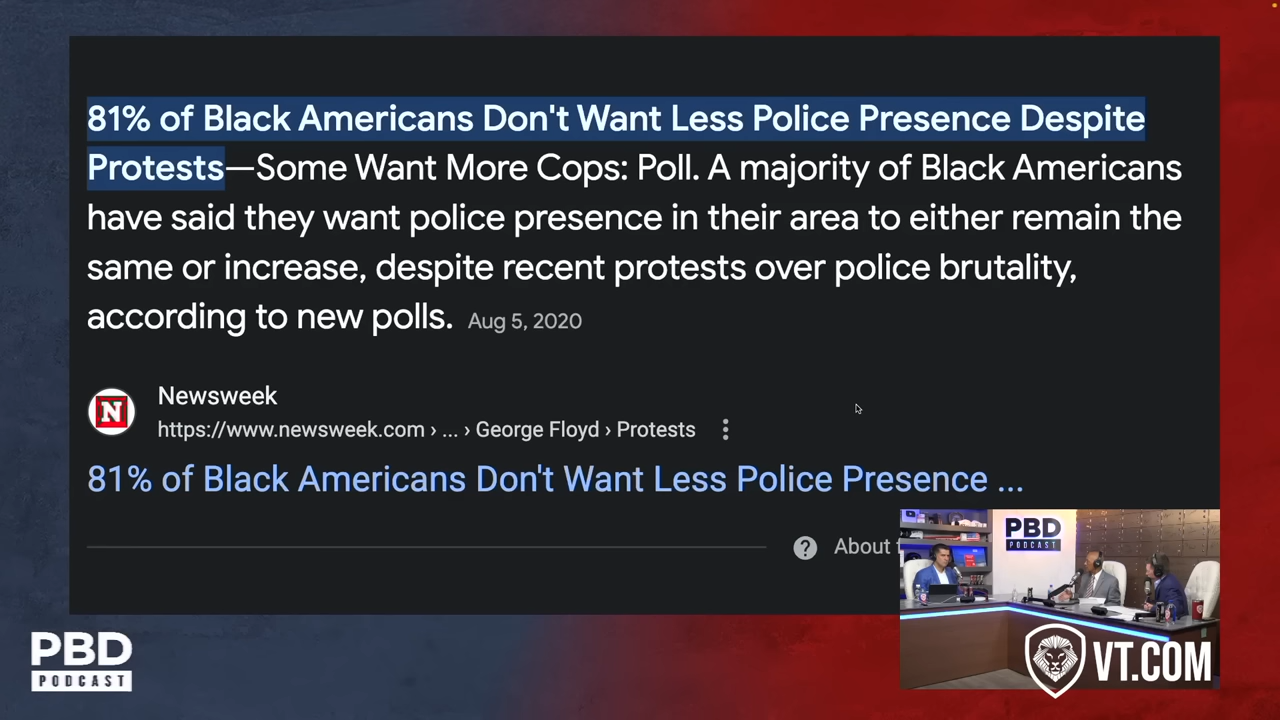 81% of Black Americans Don't Want Less Police Presence Despite
Protests—Some Want More Cops: Poll. A majority of Black Americans
have said they want police presence in their area to either remain the
same or increase, despite recent protests over police brutality,
according to new polls. Aug 5, 2020
N
Newsweek
https://www.newsweek.com › ... › George Floyd › Protests
81% of Black Americans Don't Want Less Police Presence ...
? About
PBD
PODCAST
PBD
PODCAST
VT.COM